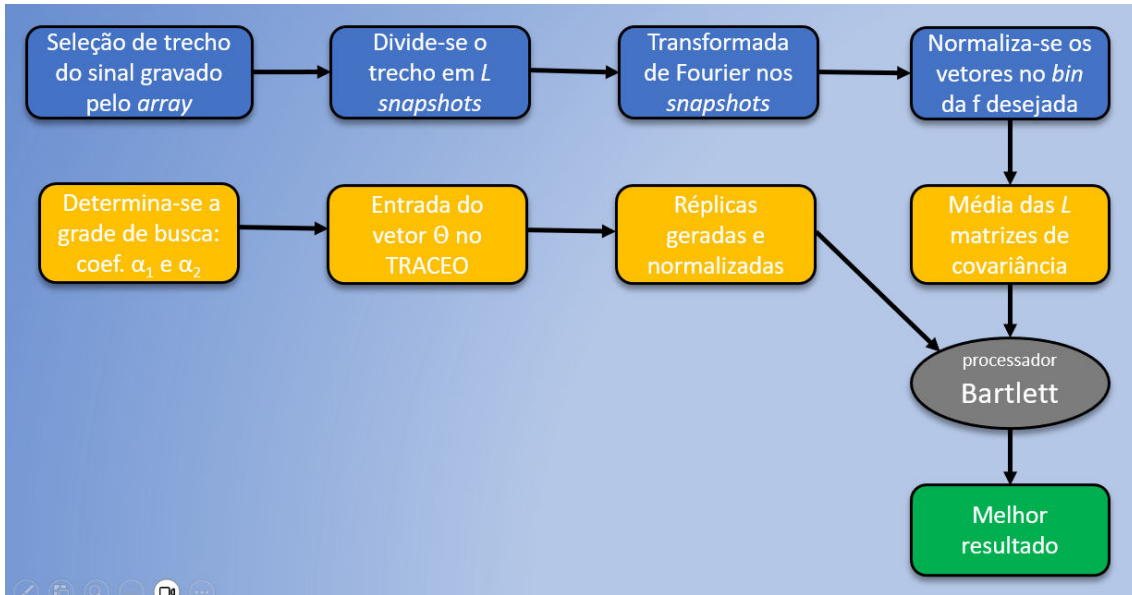 Seleção de trecho
do sinal gravado
pelo array
Divide-se o
trecho em L
snapshots
Transformada
de Fourier nos
snapshots
Normaliza-se os
vetores no bin
da f desejada
Determina-se a
grade de busca:
coef. α₁ e α₂
Entrada do
vetor Θ no
TRACEO
Réplicas
geradas e
normalizadas
Média das L
matrizes de
covariância
processador
Bartlett
Melhor
resultado